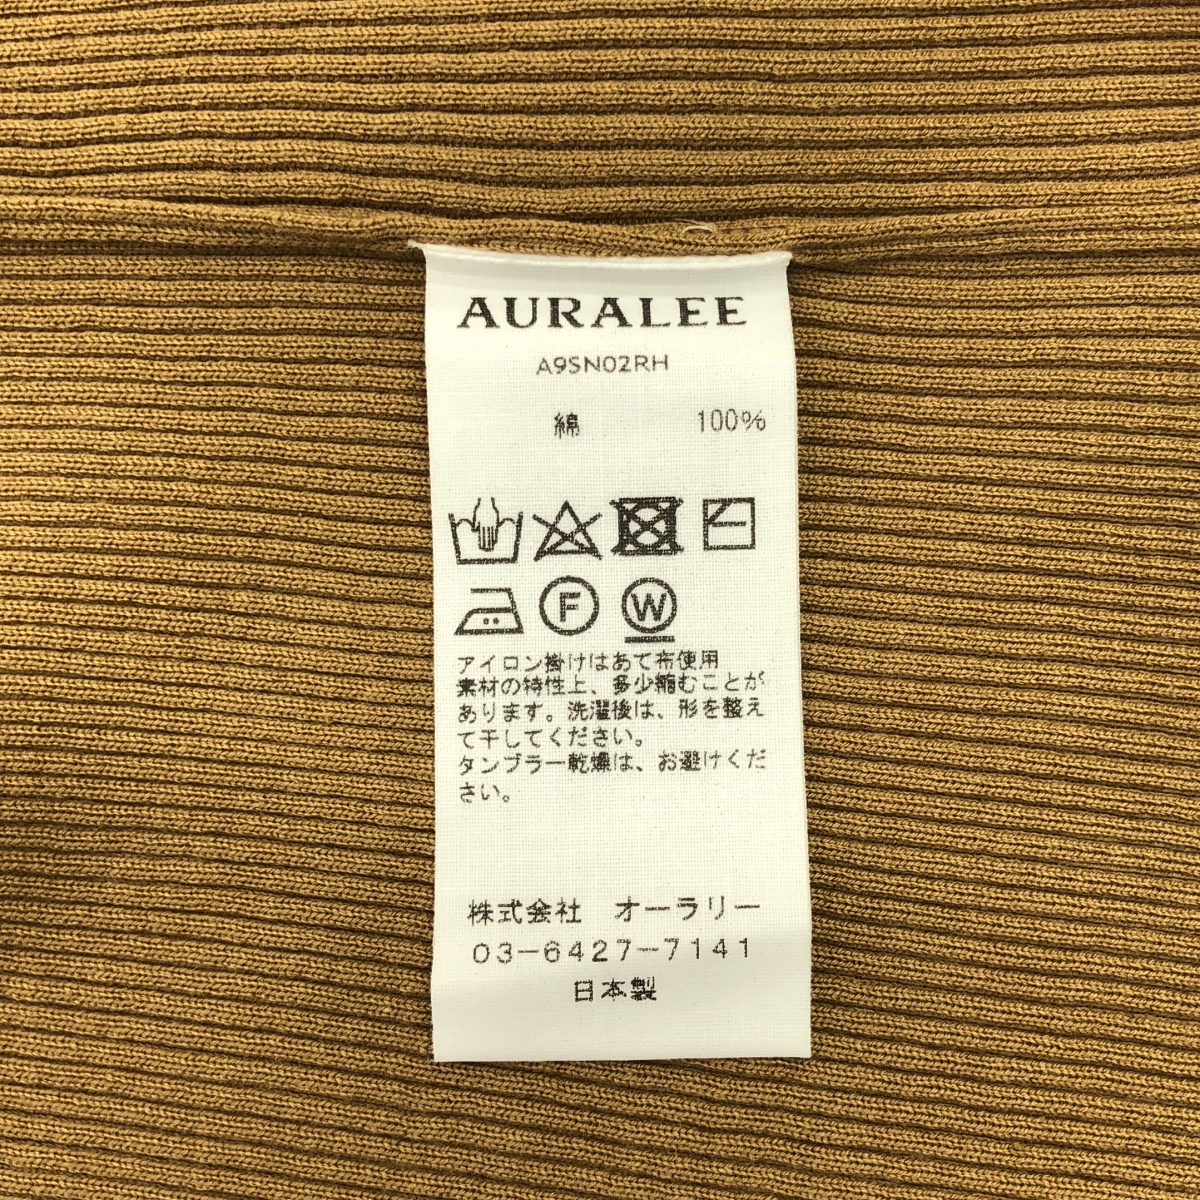 AURALEE
A9SN02RH
綿 100%
F W
アイロン掛けはあて布使用
素材の特性上、多少縮むことが
あります。洗濯後は、形を整え
て干してください。
タンブラー乾燥は、お避けくだ
さい。
株式会社 オーラリー
03-6427-7141
日本製